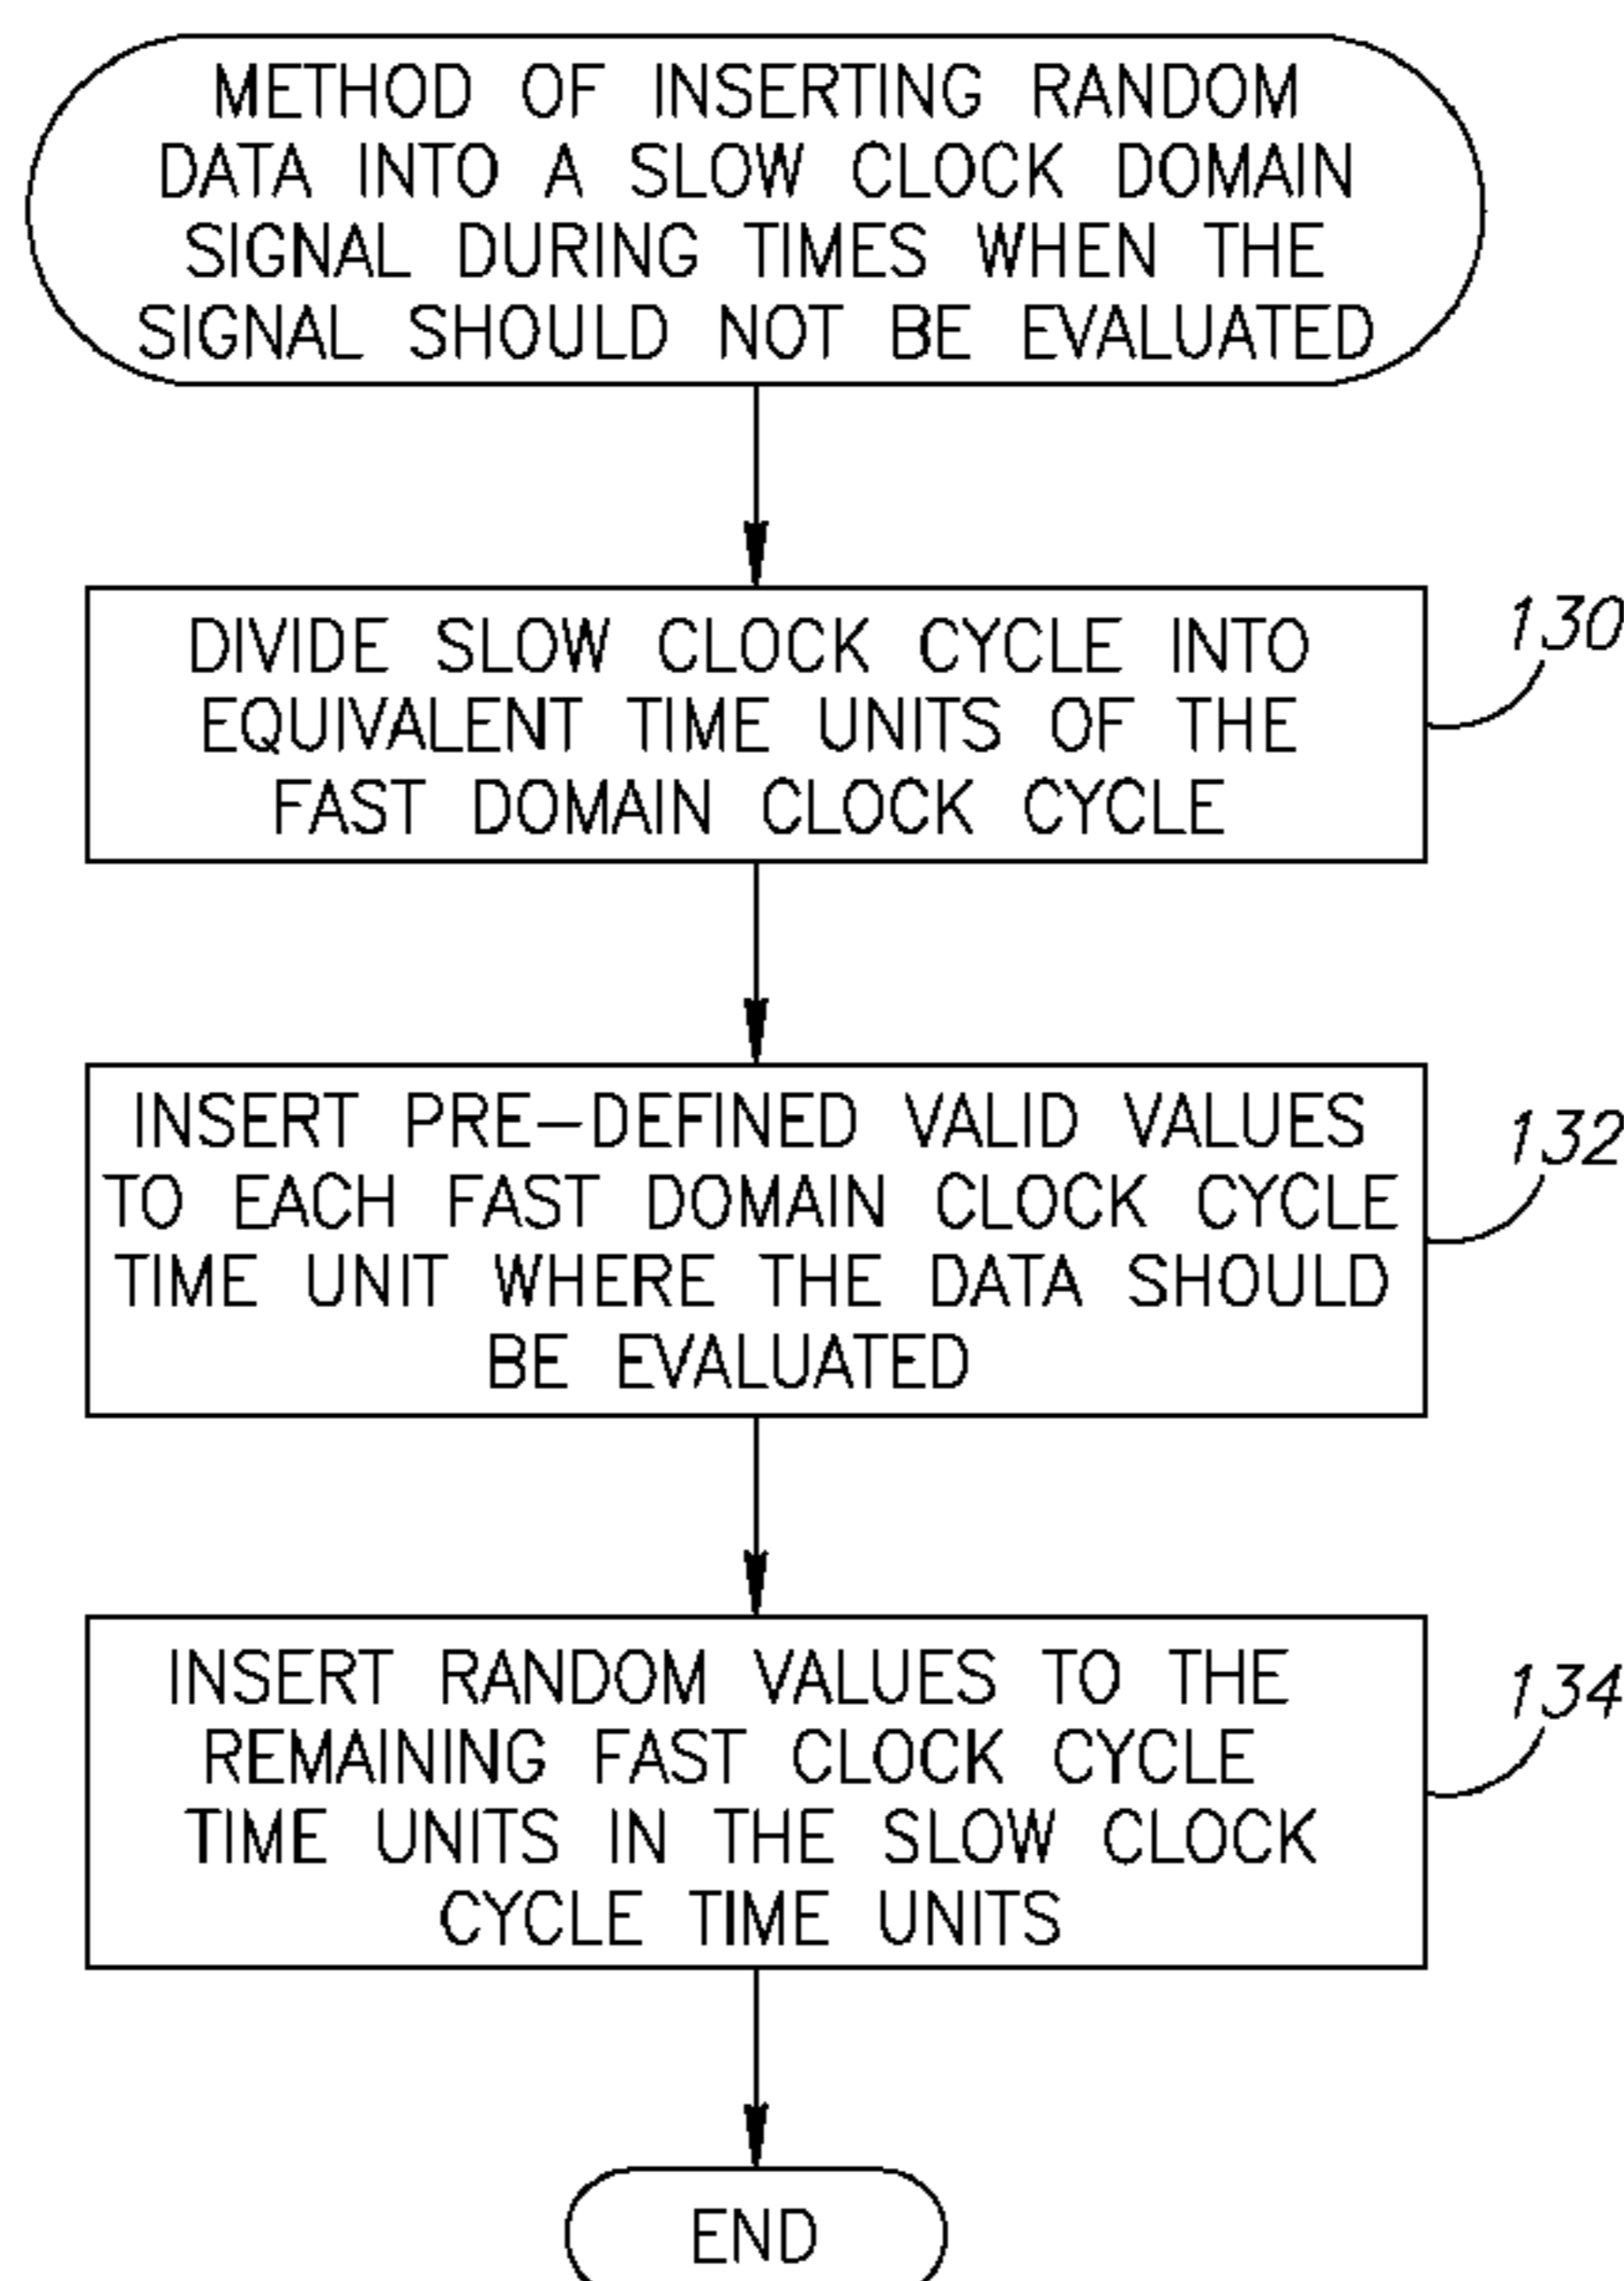 METHOD OF INSERTING RANDOM
DATA INTO A SLOW CLOCK DOMAIN
SIGNAL DURING TIMES WHEN THE
SIGNAL SHOULD NOT BE EVALUATED
DIVIDE SLOW CLOCK CYCLE INTO
EQUIVALENT TIME UNITS OF THE
FAST DOMAIN CLOCK CYCLE
130
INSERT PRE-DEFINED VALID VALUES
TO EACH FAST DOMAIN CLOCK CYCLE
TIME UNIT WHERE THE DATA SHOULD
BE EVALUATED
132
INSERT RANDOM VALUES TO THE
REMAINING FAST CLOCK CYCLE
TIME UNITS IN THE SLOW CLOCK
CYCLE TIME UNITS
134
END